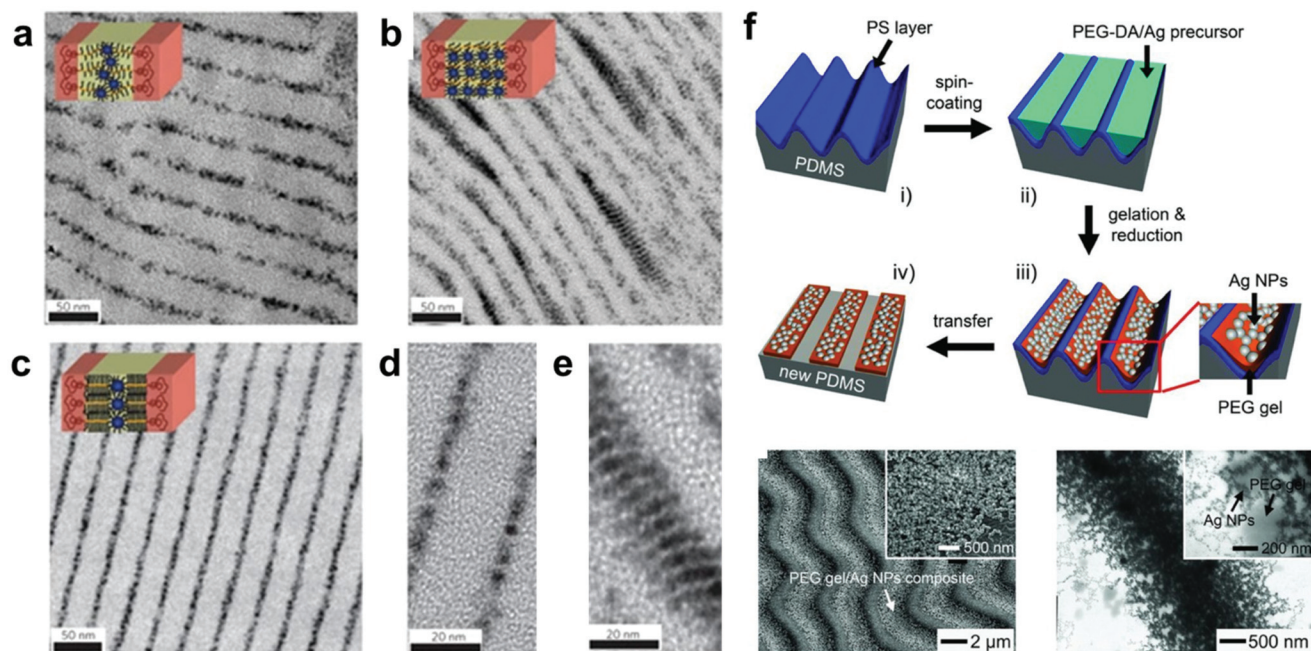 a
50 nm
b
50 nm
c
50 nm
d
20 nm
e
20 nm
f
PS layer
PDMS
i)
spin-
coating
PEG-DA/Ag precursor
ii)
gelation &
reduction
iii)
Ag NPs
PEG gel
transfer
iv)
new PDMS
500 nm
PEG gel/Ag NPs composite
2 µm
PEG gel
Ag NPs
200 nm
500 nm